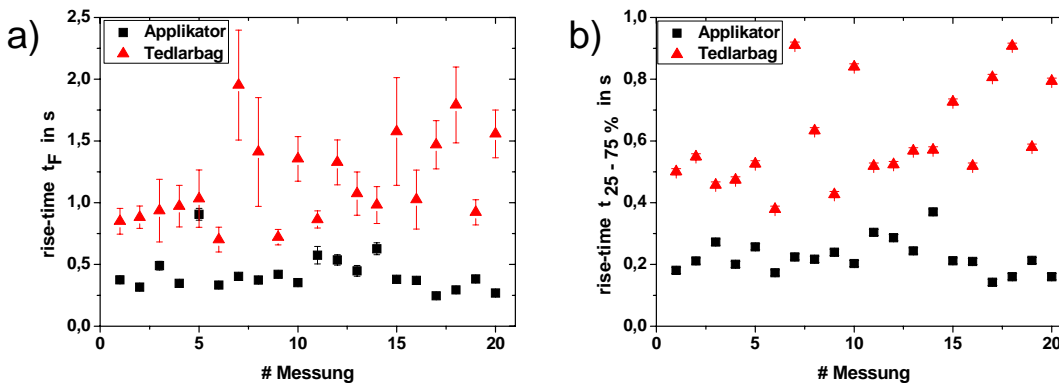 a)
Applikator
Tedlarbag
rise-time t_F in s
2,5
2,0
1,5
1,0
0,5
0,0
0
5
10
15
20
# Messung
b)
Applikator
Tedlarbag
rise-time t_25 - 75 % in s
1,0
0,8
0,6
0,4
0,2
0,0
0
5
10
15
20
# Messung